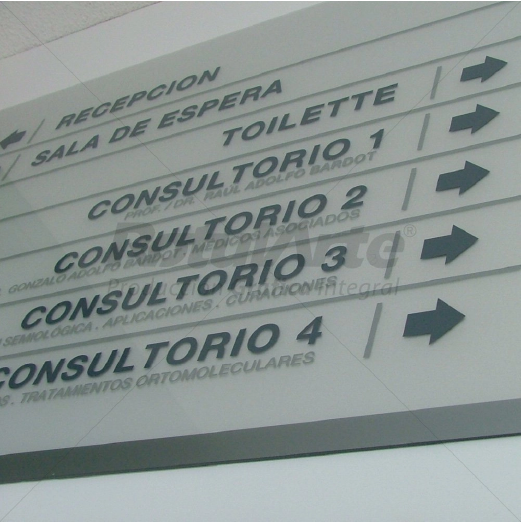 RECEPCION
SALA DE ESPERA
TOILETTE
CONSULTORIO 1
PROF. / DR. RAUL ADOLFO BARDOT
CONSULTORIO 2
GONZALO ADOLFO BARDOT / MEDICOS ASOCIADOS
CONSULTORIO 3
SEMIOLÓGICA . APLICACIONES . CURACIONES
CONSULTORIO 4
. TRATAMIENTOS ORTOMOLECULARES
Integral